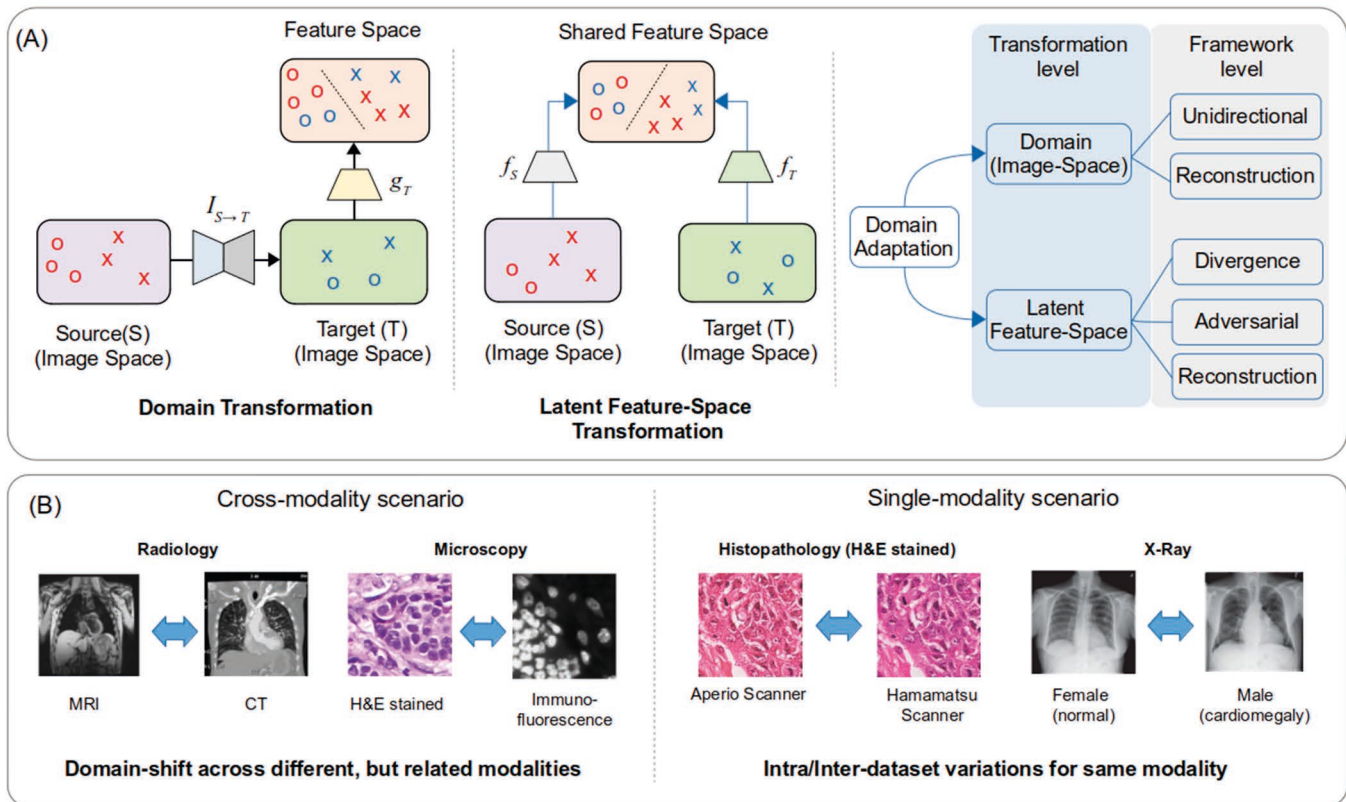 (A)
Feature Space
I_{S→T}
g_T
Source(S)
(Image Space)
Target (T)
(Image Space)
Domain Transformation
Shared Feature Space
f_S
f_T
Source (S)
(Image Space)
Target (T)
(Image Space)
Latent Feature-Space
Transformation
Transformation
level
Framework
level
Domain
Adaptation
Domain
(Image-Space)
Unidirectional
Reconstruction
Latent
Feature-Space
Divergence
Adversarial
Reconstruction
(B)
Cross-modality scenario
Radiology
Microscopy
MRI
CT
H&E stained
Immuno-
fluorescence
Domain-shift across different, but related modalities
Single-modality scenario
Histopathology (H&E stained)
X-Ray
Aperio Scanner
Hamamatsu
Scanner
Female
(normal)
Male
(cardiomegaly)
Intra/Inter-dataset variations for same modality